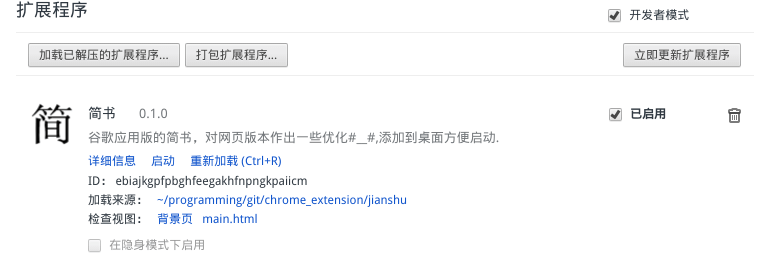 扩展程序
开发者模式
加载已解压的扩展程序... 打包扩展程序... 立即更新扩展程序
简
简书 0.1.0 已启用
谷歌应用版的简书，对网页版本作出一些优化#__#,添加到桌面方便启动.
详细信息 启动 重新加载 (Ctrl+R)
ID: ebiajkgpfpbghfeegakhfnpngkpaiicm
加载来源： ~/programming/git/chrome_extension/jianshu
检查视图： 背景页 main.html
在隐身模式下启用